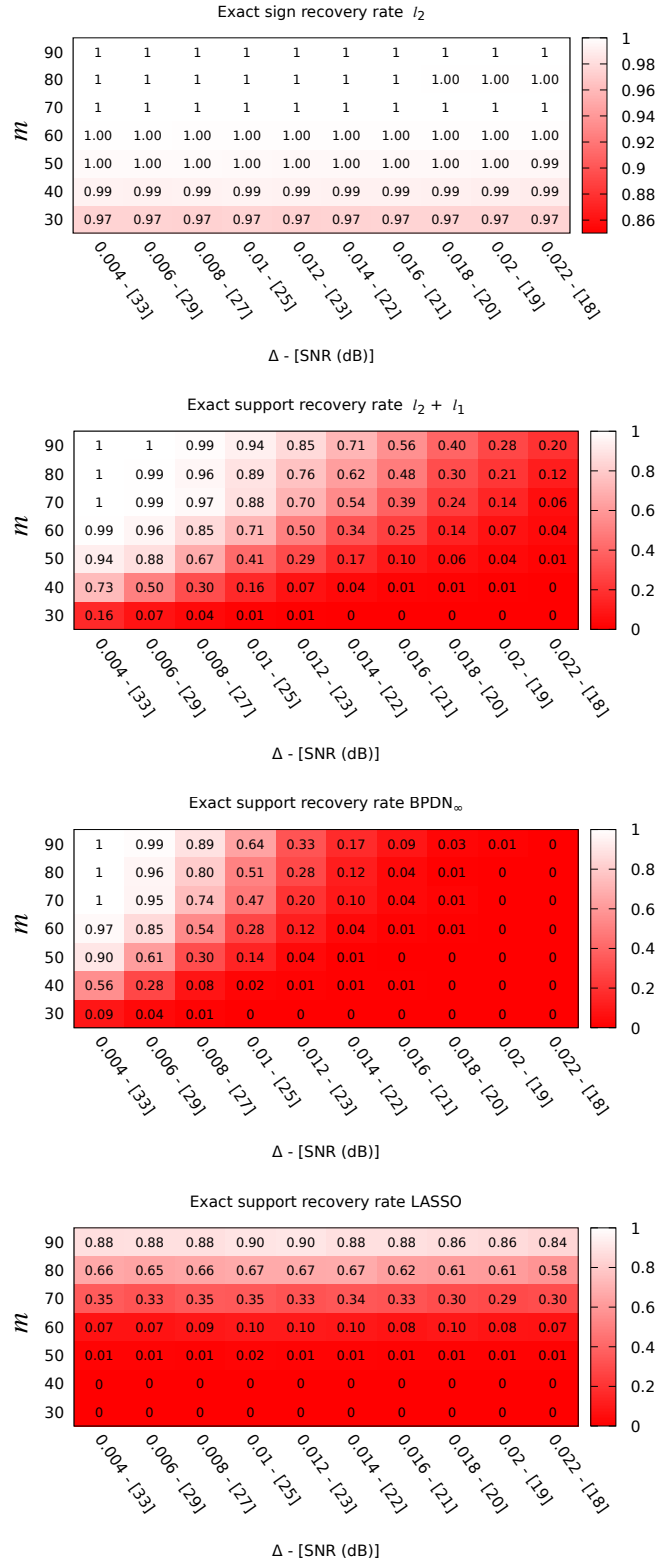 Exact sign recovery rate l2
90 1 1 1 1 1 1 1 1 1 1 1
80 1 1 1 1 1 1 1 1.00 1.00 1.00 0.98
70 1 1 1 1 1 1 1 1 1 1 0.96
m 60 1.00 1.00 1.00 1.00 1.00 1.00 1.00 1.00 1.00 1.00 0.94
50 1.00 1.00 1.00 1.00 1.00 1.00 1.00 1.00 1.00 0.99 0.92
40 0.99 0.99 0.99 0.99 0.99 0.99 0.99 0.99 0.99 0.99 0.9
30 0.97 0.97 0.97 0.97 0.97 0.97 0.97 0.97 0.97 0.97 0.88
0.86
0.004 - [33] 0.006 - [29] 0.008 - [27] 0.01 - [25] 0.012 - [23] 0.014 - [22] 0.016 - [21] 0.018 - [20] 0.02 - [19] 0.022 - [18]
Δ - [SNR (dB)]
Exact support recovery rate l2 + l1
90 1 1 0.99 0.94 0.85 0.71 0.56 0.40 0.28 0.20 1
80 1 0.99 0.96 0.89 0.76 0.62 0.48 0.30 0.21 0.12 0.8
70 1 0.99 0.97 0.88 0.70 0.54 0.39 0.24 0.14 0.06 0.6
m 60 0.99 0.96 0.85 0.71 0.50 0.34 0.25 0.14 0.07 0.04
50 0.94 0.88 0.67 0.41 0.29 0.17 0.10 0.06 0.04 0.01 0.4
40 0.73 0.50 0.30 0.16 0.07 0.04 0.01 0.01 0.01 0 0.2
30 0.16 0.07 0.04 0.01 0.01 0 0 0 0 0 0
0.004 - [33] 0.006 - [29] 0.008 - [27] 0.01 - [25] 0.012 - [23] 0.014 - [22] 0.016 - [21] 0.018 - [20] 0.02 - [19] 0.022 - [18]
Δ - [SNR (dB)]
Exact support recovery rate BPDN∞
90 1 0.99 0.89 0.64 0.33 0.17 0.09 0.03 0.01 0 1
80 1 0.96 0.80 0.51 0.28 0.12 0.04 0.01 0 0 0.8
70 1 0.95 0.74 0.47 0.20 0.10 0.04 0.01 0 0 0.6
m 60 0.97 0.85 0.54 0.28 0.12 0.04 0.01 0.01 0 0
50 0.90 0.61 0.30 0.14 0.04 0.01 0 0 0 0 0.4
40 0.56 0.28 0.08 0.02 0.01 0.01 0.01 0 0 0 0.2
30 0.09 0.04 0.01 0 0 0 0 0 0 0 0
0.004 - [33] 0.006 - [29] 0.008 - [27] 0.01 - [25] 0.012 - [23] 0.014 - [22] 0.016 - [21] 0.018 - [20] 0.02 - [19] 0.022 - [18]
Δ - [SNR (dB)]
Exact support recovery rate LASSO
90 0.88 0.88 0.88 0.90 0.90 0.88 0.88 0.86 0.86 0.84 1
80 0.66 0.65 0.66 0.67 0.67 0.67 0.62 0.61 0.61 0.58 0.8
70 0.35 0.33 0.35 0.35 0.33 0.34 0.33 0.30 0.29 0.30 0.6
m 60 0.07 0.07 0.09 0.10 0.10 0.10 0.08 0.10 0.08 0.07
50 0.01 0.01 0.01 0.02 0.01 0.01 0.01 0.01 0.01 0.01 0.4
40 0 0 0 0 0 0 0 0 0 0 0.2
30 0 0 0 0 0 0 0 0 0 0 0
0.004 - [33] 0.006 - [29] 0.008 - [27] 0.01 - [25] 0.012 - [23] 0.014 - [22] 0.016 - [21] 0.018 - [20] 0.02 - [19] 0.022 - [18]
Δ - [SNR (dB)]